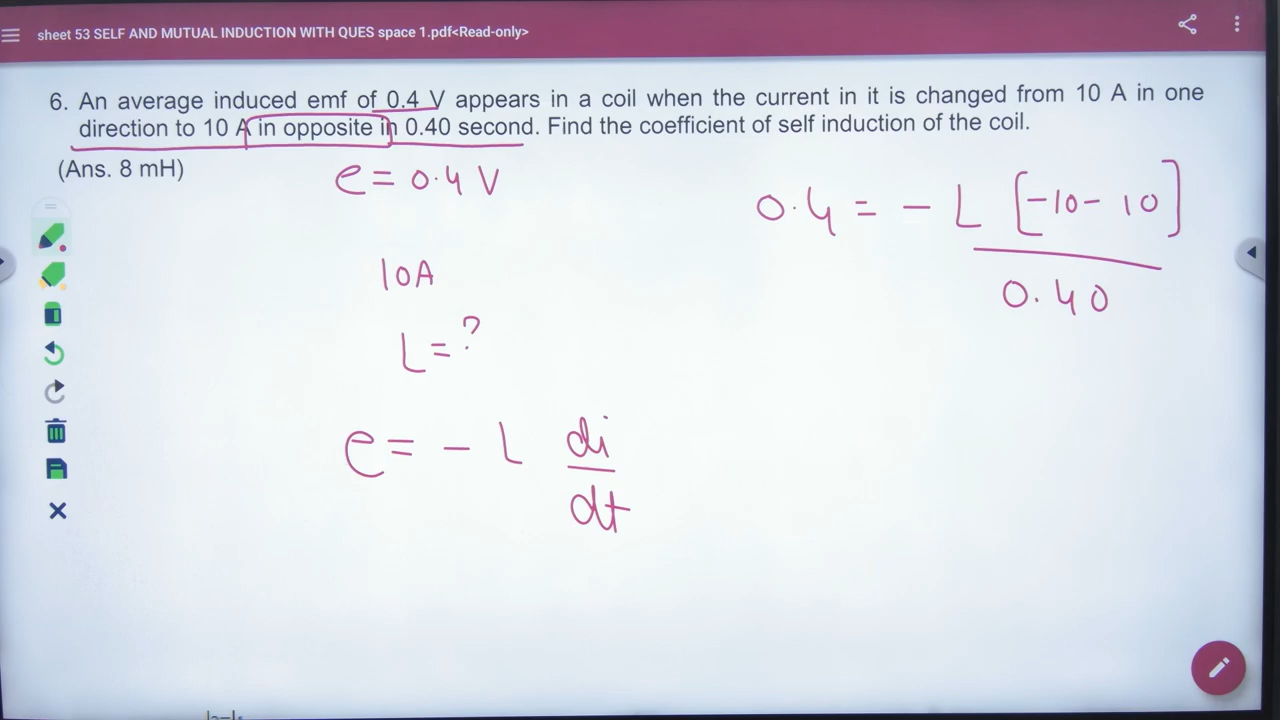 sheet 53 SELF AND MUTUAL INDUCTION WITH QUES space 1.pdf<Read-only>
6. An average induced emf of 0.4 V appears in a coil when the current in it is changed from 10 A in one
direction to 10 A in opposite in 0.40 second. Find the coefficient of self induction of the coil.
(Ans. 8 mH)
e = 0.4 V
10A
L = ?
e = - L di/dt
0.4 = - L [-10 - 10]
0.40